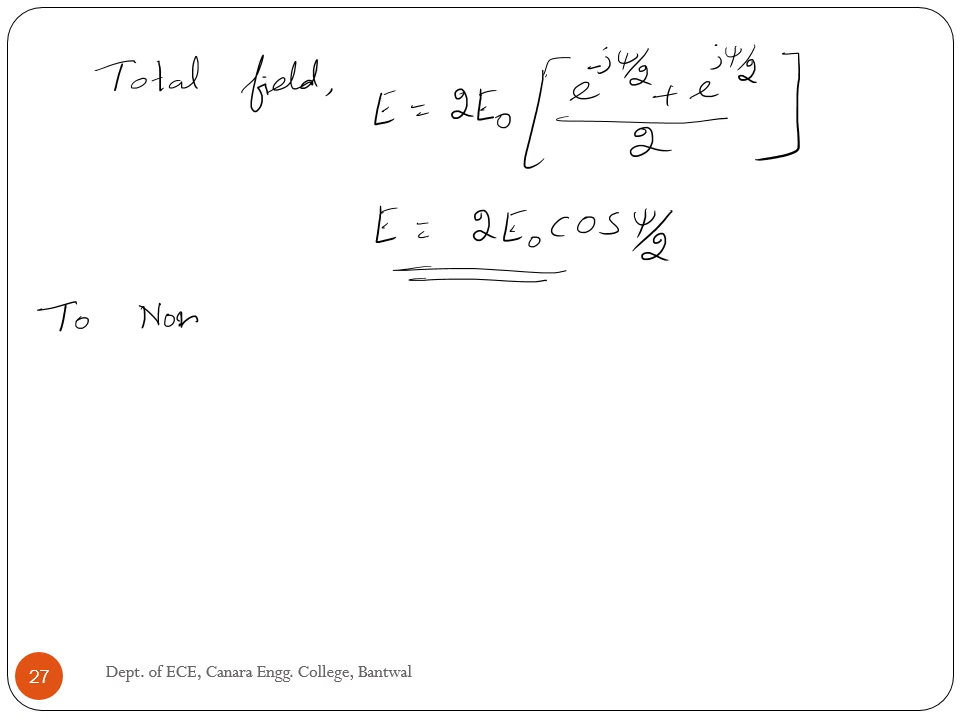 Total field, E = 2E₀ [ (e^(-jψ/2) + e^(jψ/2)) / 2 ]
E = 2E₀ cos ψ/2
To Nor
27 Dept. of ECE, Canara Engg. College, Bantwal